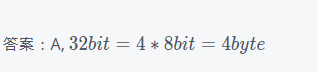 答案：A, 32bit = 4 * 8bit = 4byte